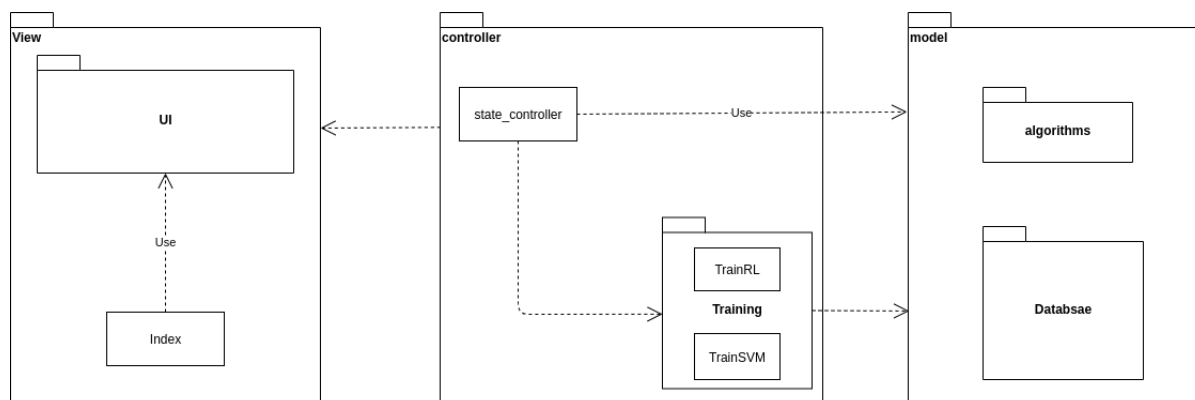 View
UI
Use
Index
controller
state_controller
Use
TrainRL
Training
TrainSVM
model
algorithms
Databsae